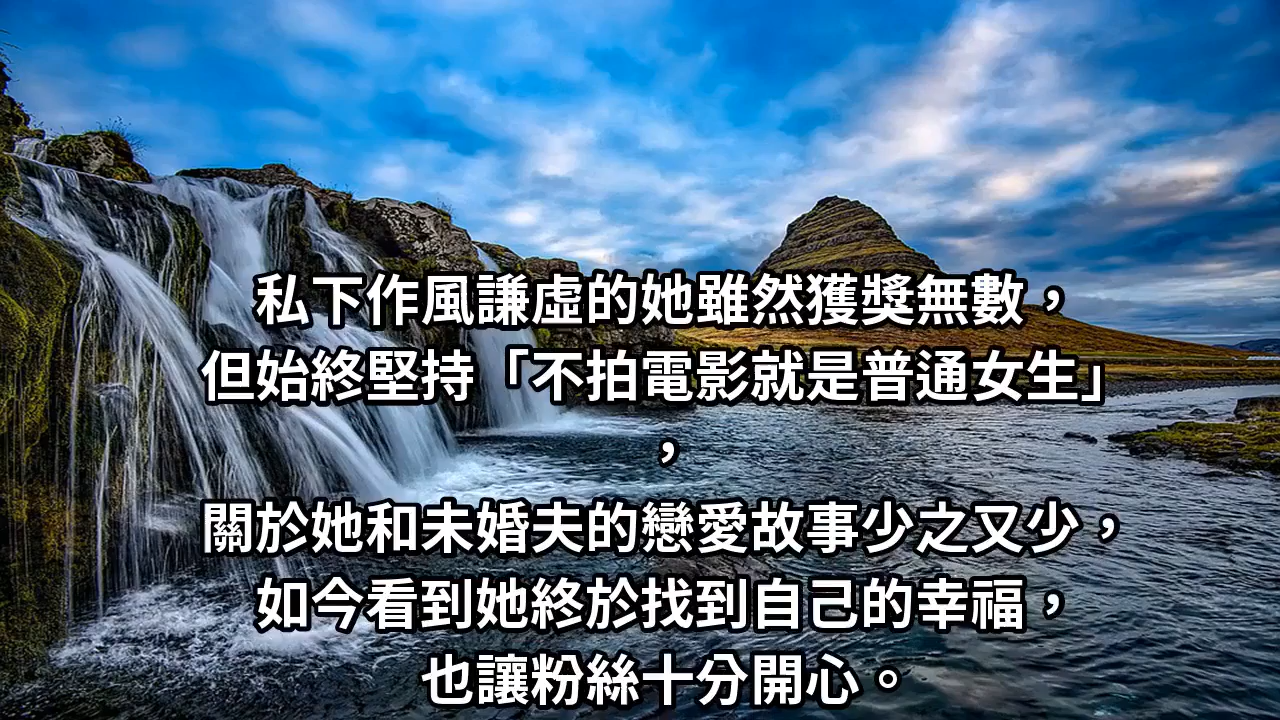 私下作風謙虛的她雖然獲獎無數，
但始終堅持「不拍電影就是普通女生」
，
關於她和未婚夫的戀愛故事少之又少，
如今看到她終於找到自己的幸福，
也讓粉絲十分開心。